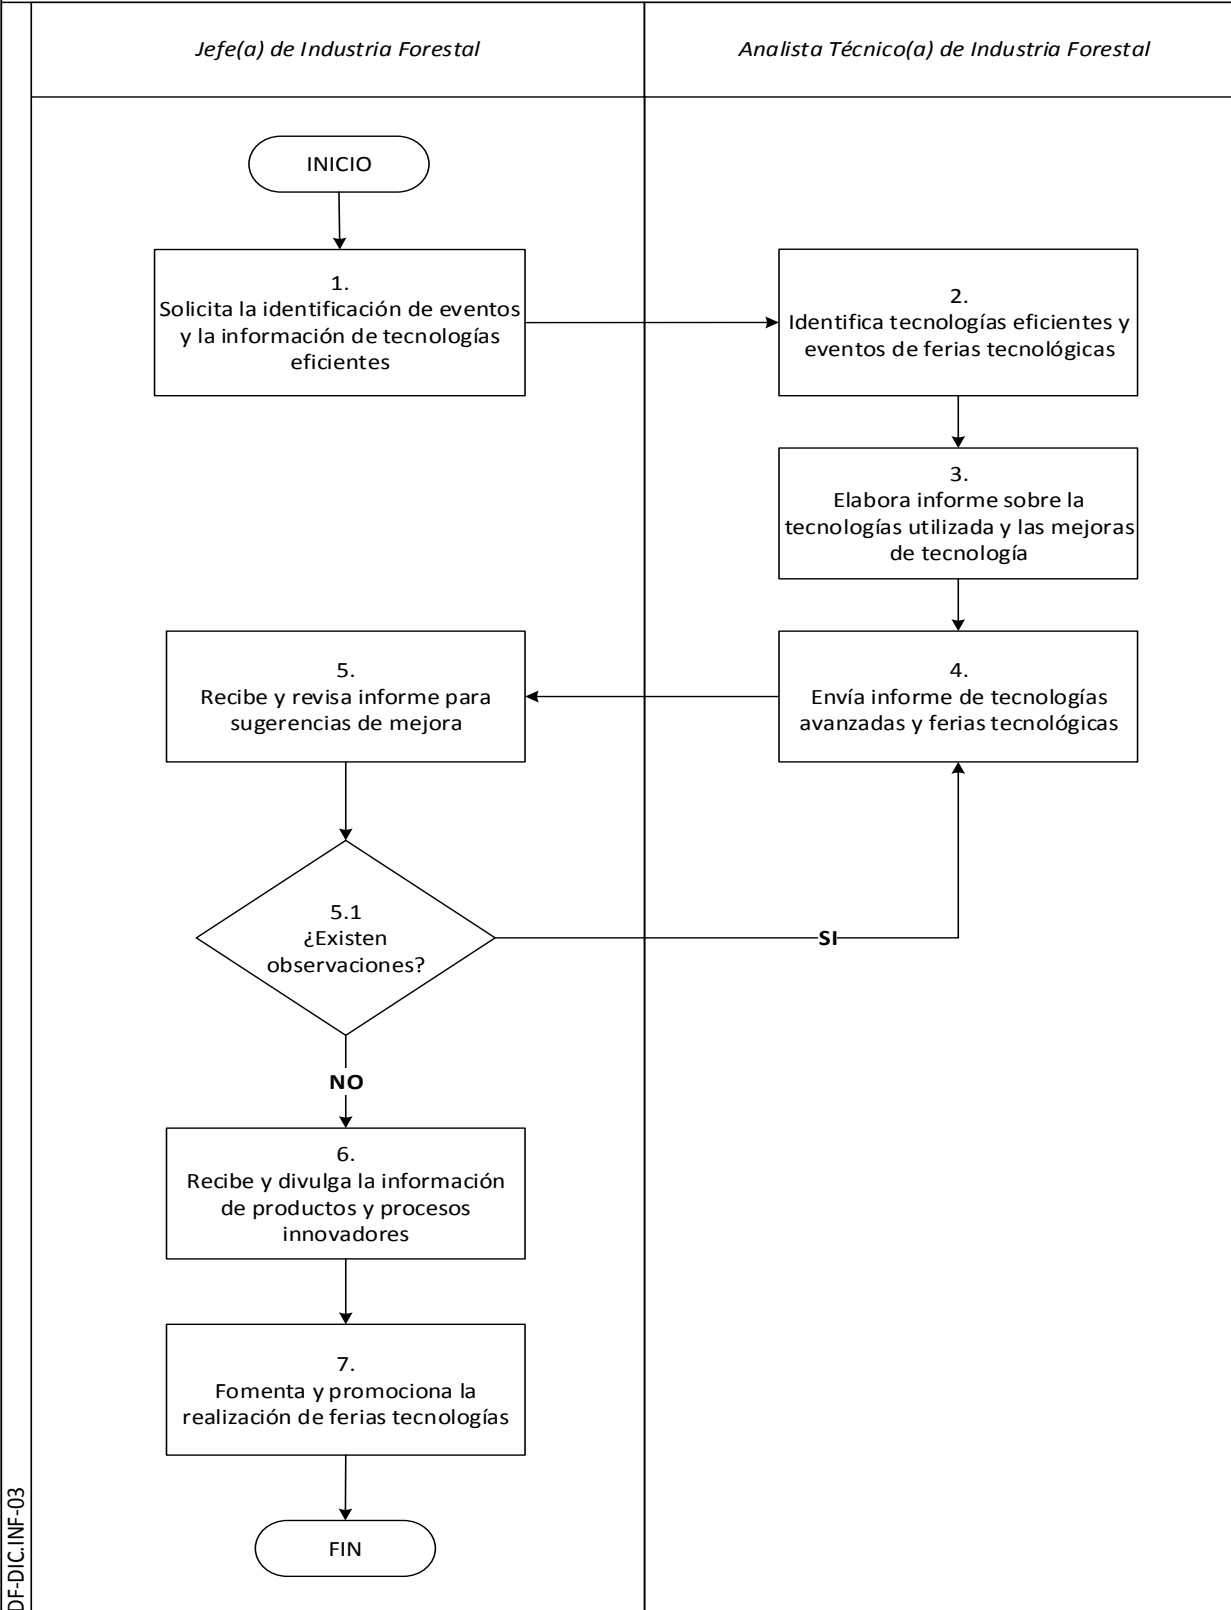 Jefe(a) de Industria Forestal
Analista Técnico(a) de Industria Forestal
INICIO
1.
Solicita la identificación de eventos
y la información de tecnologías
eficientes
2.
Identifica tecnologías eficientes y
eventos de ferias tecnológicas
3.
Elabora informe sobre la
tecnologías utilizada y las mejoras
de tecnología
4.
Envía informe de tecnologías
avanzadas y ferias tecnológicas
5.
Recibe y revisa informe para
sugerencias de mejora
5.1
¿Existen
observaciones?
SI
NO
6.
Recibe y divulga la información
de productos y procesos
innovadores
7.
Fomenta y promociona la
realización de ferias tecnologías
FIN
DF-DIC.INF-03